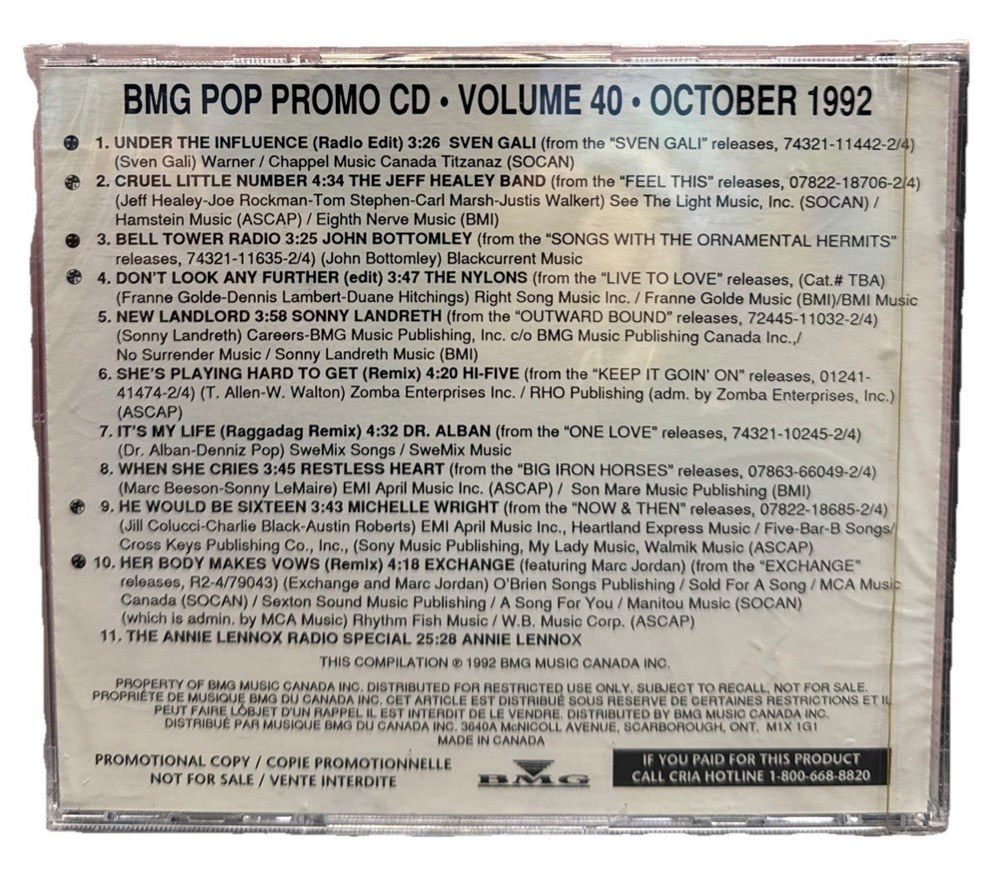 BMG POP PROMO CD • VOLUME 40 • OCTOBER 1992
1. UNDER THE INFLUENCE (Radio Edit) 3:26 SVEN GALI (from the "SVEN GALI" releases, 74321-11442-2/4)
(Sven Gali) Warner / Chappel Music Canada Titzanaz (SOCAN)
2. CRUEL LITTLE NUMBER 4:34 THE JEFF HEALEY BAND (from the "FEEL THIS" releases, 07822-18706-2/4)
(Jeff Healey-Joe Rockman-Tom Stephen-Carl Marsh-Justis Walkert) See The Light Music, Inc. (SOCAN) /
Hamstein Music (ASCAP) / Eighth Nerve Music (BMI)
3. BELL TOWER RADIO 3:25 JOHN BOTTOMLEY (from the "SONGS WITH THE ORNAMENTAL HERMITS"
releases, 74321-11635-2/4) (John Bottomley) Blackcurrent Music
4. DON'T LOOK ANY FURTHER (edit) 3:47 THE NYLONS (from the "LIVE TO LOVE" releases, (Cat.# TBA)
(Franne Golde-Dennis Lambert-Duane Hitchings) Right Song Music Inc. / Franne Golde Music (BMI)/BMI Music
5. NEW LANDLORD 3:58 SONNY LANDRETH (from the "OUTWARD BOUND" releases, 72445-11032-2/4)
(Sonny Landreth) Careers-BMG Music Publishing, Inc. c/o BMG Music Publishing Canada Inc.,/
No Surrender Music / Sonny Landreth Music (BMI)
6. SHE'S PLAYING HARD TO GET (Remix) 4:20 HI-FIVE (from the "KEEP IT GOIN' ON" releases, 01241-
41474-2/4) (T. Allen-W. Walton) Zomba Enterprises Inc. / RHO Publishing (adm. by Zomba Enterprises, Inc.)
(ASCAP)
7. IT'S MY LIFE (Raggadag Remix) 4:32 DR. ALBAN (from the "ONE LOVE" releases, 74321-10245-2/4)
(Dr. Alban-Denniz Pop) SweMix Songs / SweMix Music
8. WHEN SHE CRIES 3:45 RESTLESS HEART (from the "BIG IRON HORSES" releases, 07863-66049-2/4)
(Marc Beeson-Sonny LeMaire) EMI April Music Inc. (ASCAP) / Son Mare Music Publishing (BMI)
9. HE WOULD BE SIXTEEN 3:43 MICHELLE WRIGHT (from the "NOW & THEN" releases, 07822-18685-2/4)
(Jill Colucci-Charlie Black-Austin Roberts) EMI April Music Inc., Heartland Express Music / Five-Bar-B Songs/
Cross Keys Publishing Co., Inc., (Sony Music Publishing, My Lady Music, Walmik Music (ASCAP)
10. HER BODY MAKES VOWS (Remix) 4:18 EXCHANGE (featuring Marc Jordan) (from the "EXCHANGE"
releases, R2-4/79043) (Exchange and Marc Jordan) O'Brien Songs Publishing / Sold For A Song / MCA Music
Canada (SOCAN) / Sexton Sound Music Publishing / A Song For You / Manitou Music (SOCAN)
(which is admin. by MCA Music) Rhythm Fish Music / W.B. Music Corp. (ASCAP)
11. THE ANNIE LENNOX RADIO SPECIAL 25:28 ANNIE LENNOX
THIS COMPILATION ℗ 1992 BMG MUSIC CANADA INC.
PROPERTY OF BMG MUSIC CANADA INC. DISTRIBUTED FOR RESTRICTED USE ONLY. SUBJECT TO RECALL, NOT FOR SALE.
PROPRIÉTE DE MUSIQUE BMG DU CANADA INC. CET ARTICLE EST DISTRIBUÉ SOUS RESERVE DE CERTAINES RESTRICTIONS ET IL
PEUT FAIRE LÓBJET D'UN RAPPEL IL EST INTERDIT DE LE VENDRE. DISTRIBUTED BY BMG MUSIC CANADA INC.
DISTRIBUÉ PAR MUSIQUE BMG DU CANADA INC. 3640A McNICOLL AVENUE, SCARBOROUGH, ONT. M1X 1G1
MADE IN CANADA
PROMOTIONAL COPY / COPIE PROMOTIONNELLE
NOT FOR SALE / VENTE INTERDITE
BMG
IF YOU PAID FOR THIS PRODUCT
CALL CRIA HOTLINE 1-800-668-8820